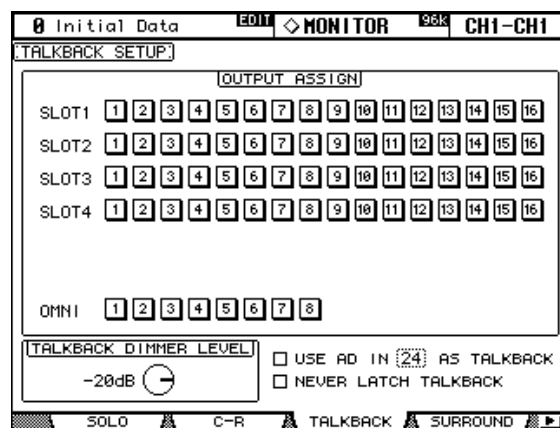 0 Initial Data EDIT ◇MONITOR 96K CH1-CH1
TALKBACK SETUP
OUTPUT ASSIGN
SLOT1 1 2 3 4 5 6 7 8 9 10 11 12 13 14 15 16
SLOT2 1 2 3 4 5 6 7 8 9 10 11 12 13 14 15 16
SLOT3 1 2 3 4 5 6 7 8 9 10 11 12 13 14 15 16
SLOT4 1 2 3 4 5 6 7 8 9 10 11 12 13 14 15 16
OMNI 1 2 3 4 5 6 7 8
TALKBACK DIMMER LEVEL
-20dB
USE AD IN 24 AS TALKBACK
NEVER LATCH TALKBACK
SOLO C-R TALKBACK SURROUND